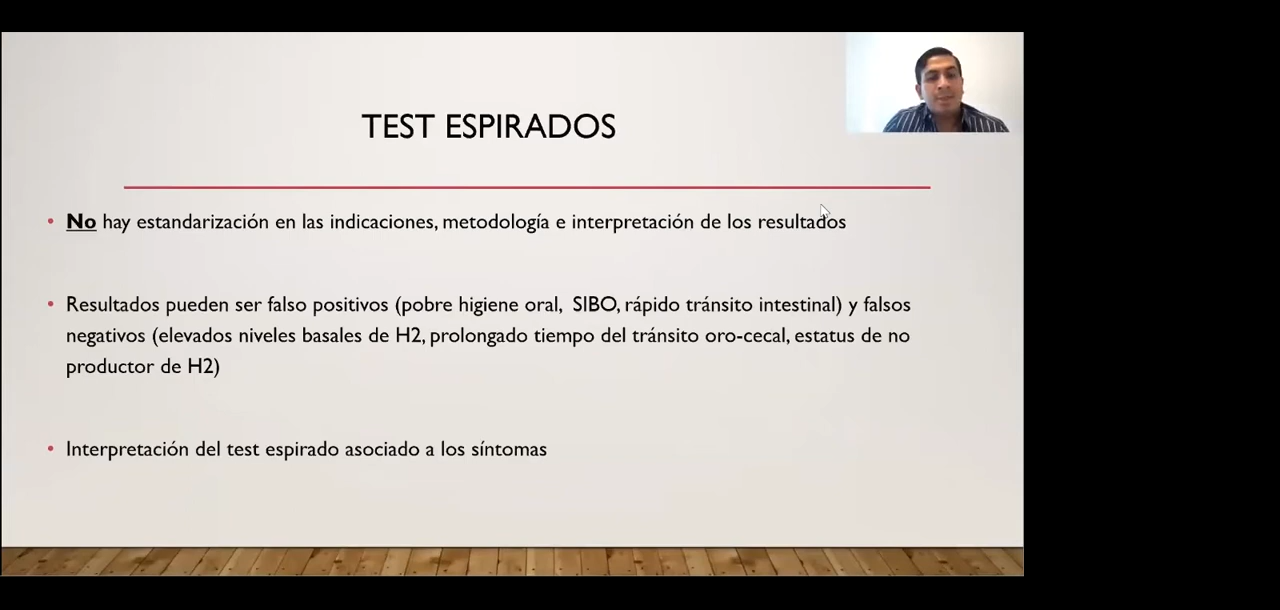 TEST ESPIRADOS
• No hay estandarización en las indicaciones, metodología e interpretación de los resultados
• Resultados pueden ser falso positivos (pobre higiene oral, SIBO, rápido tránsito intestinal) y falsos
negativos (elevados niveles basales de H2, prolongado tiempo del tránsito oro-cecal, estatus de no
productor de H2)
• Interpretación del test espirado asociado a los síntomas